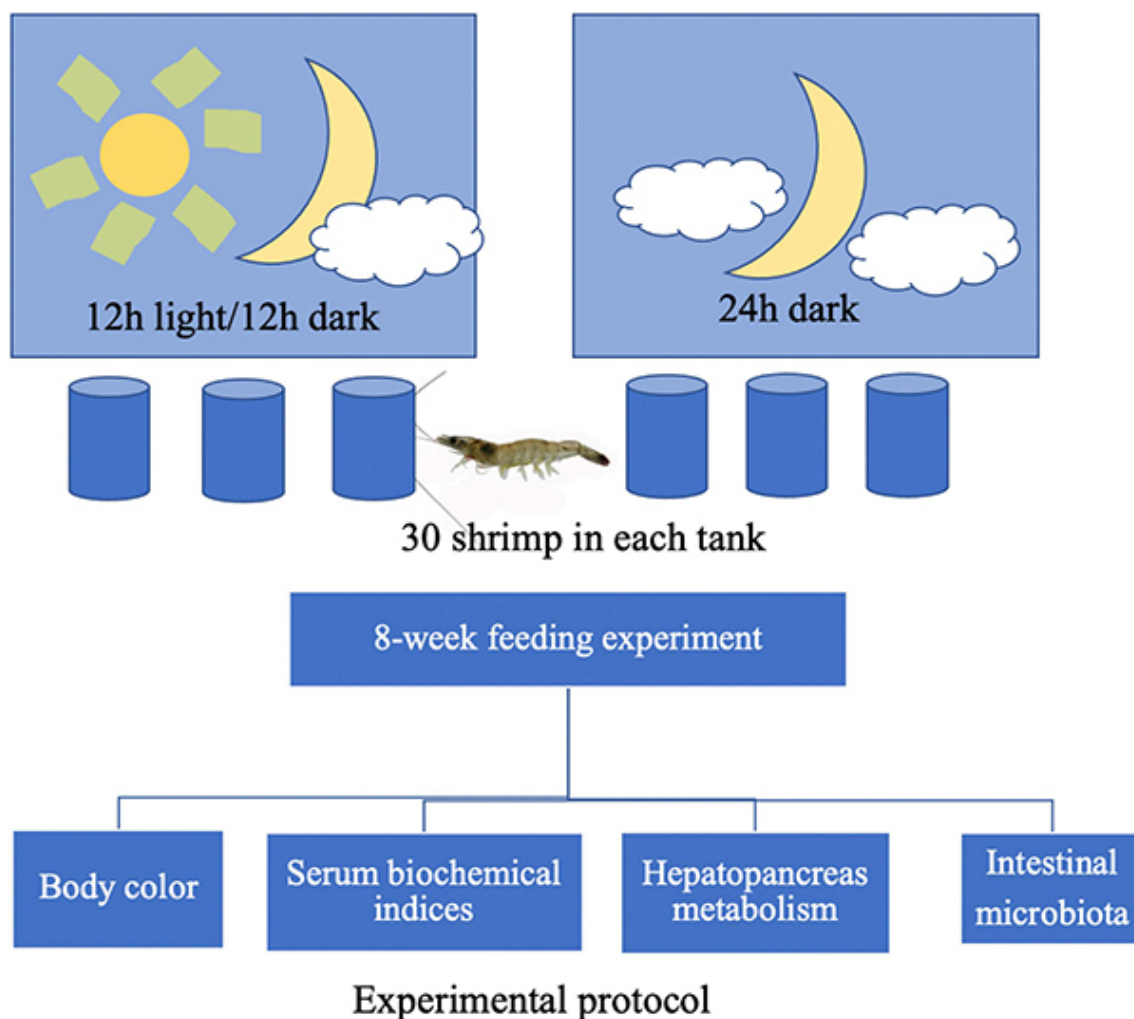 12h light/12h dark
24h dark
30 shrimp in each tank
8-week feeding experiment
Body color
Serum biochemical
indices
Hepatopancreas
metabolism
Intestinal
microbiota
Experimental protocol